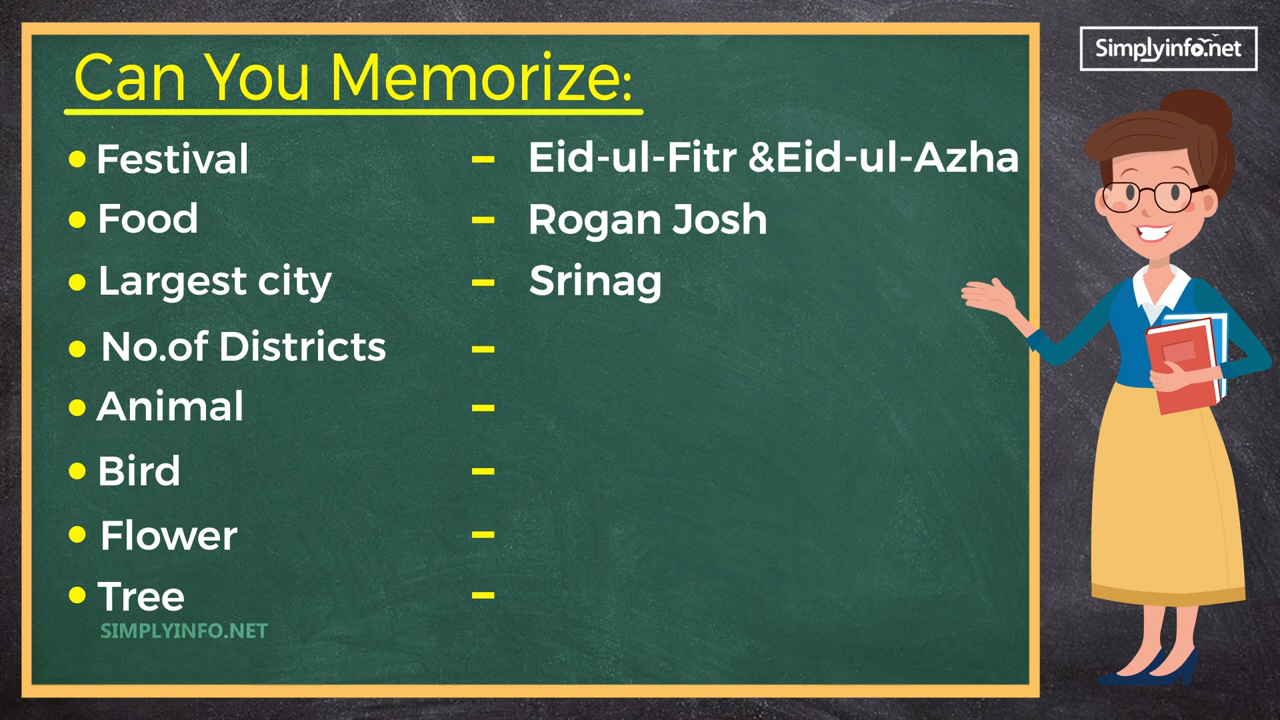 Can You Memorize:
Simplyinfo.net
• Festival – Eid-ul-Fitr &Eid-ul-Azha
• Food – Rogan Josh
• Largest city – Srinag
• No.of Districts –
• Animal –
• Bird –
• Flower –
• Tree –
SIMPLYINFO.NET